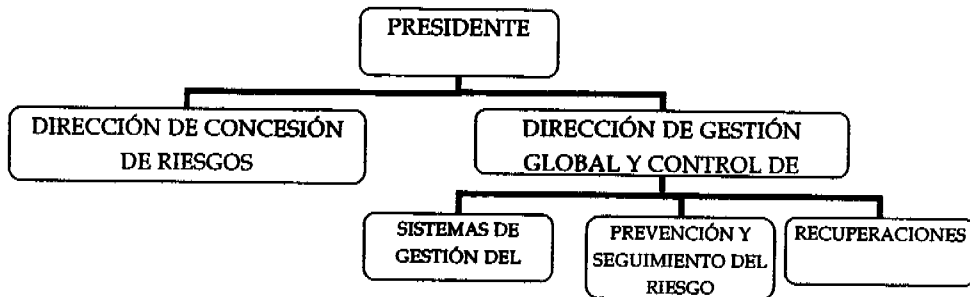 PRESIDENTE
DIRECCIÓN DE CONCESIÓN
DE RIESGOS
DIRECCIÓN DE GESTIÓN
GLOBAL Y CONTROL DE
SISTEMAS DE
GESTIÓN DEL
PREVENCIÓN Y
SEGUIMIENTO DEL
RIESGO
RECUPERACIONES